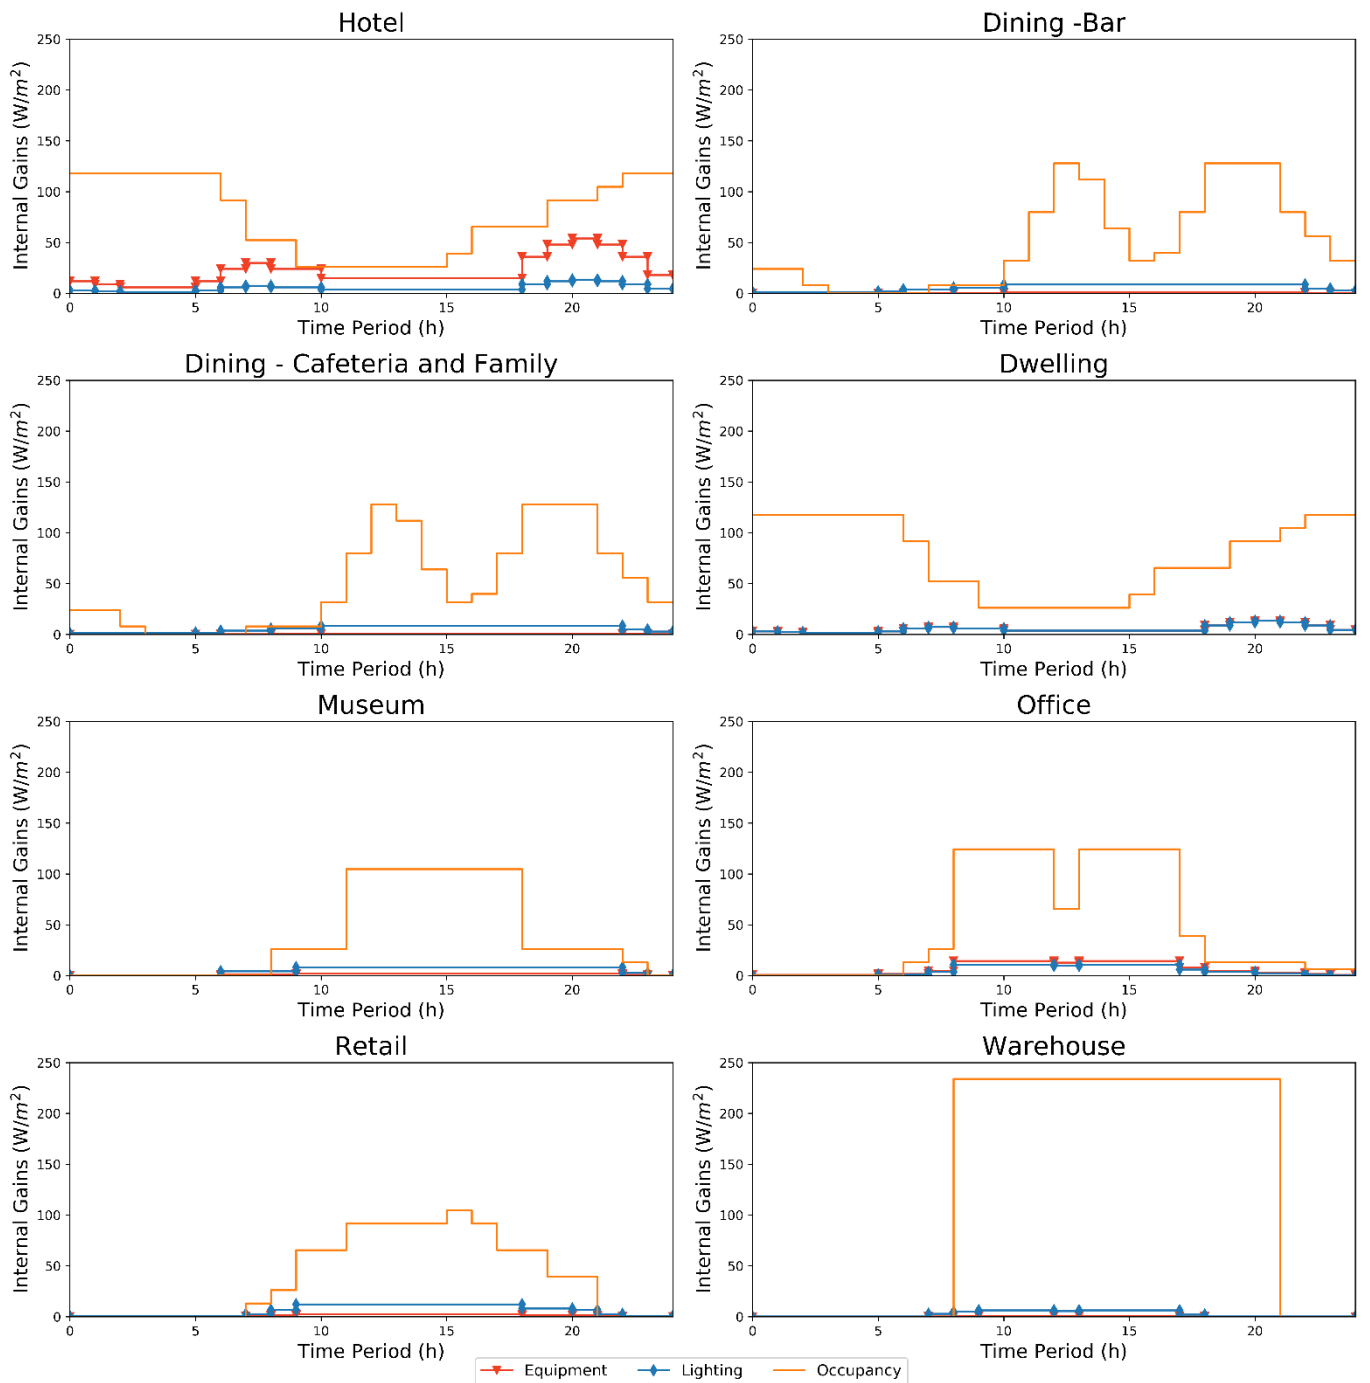 Hotel
Dining -Bar
Internal Gains (W/m²)
250
200
150
100
50
0
0 5 10 15 20
Time Period (h)
Internal Gains (W/m²)
250
200
150
100
50
0
0 5 10 15 20
Time Period (h)
Dining - Cafeteria and Family
Dwelling
Internal Gains (W/m²)
250
200
150
100
50
0
0 5 10 15 20
Time Period (h)
Internal Gains (W/m²)
250
200
150
100
50
0
0 5 10 15 20
Time Period (h)
Museum
Office
Internal Gains (W/m²)
250
200
150
100
50
0
0 5 10 15 20
Time Period (h)
Internal Gains (W/m²)
250
200
150
100
50
0
0 5 10 15 20
Time Period (h)
Retail
Warehouse
Internal Gains (W/m²)
250
200
150
100
50
0
0 5 10 15 20
Time Period (h)
Internal Gains (W/m²)
250
200
150
100
50
0
0 5 10 15 20
Time Period (h)
Equipment Lighting Occupancy